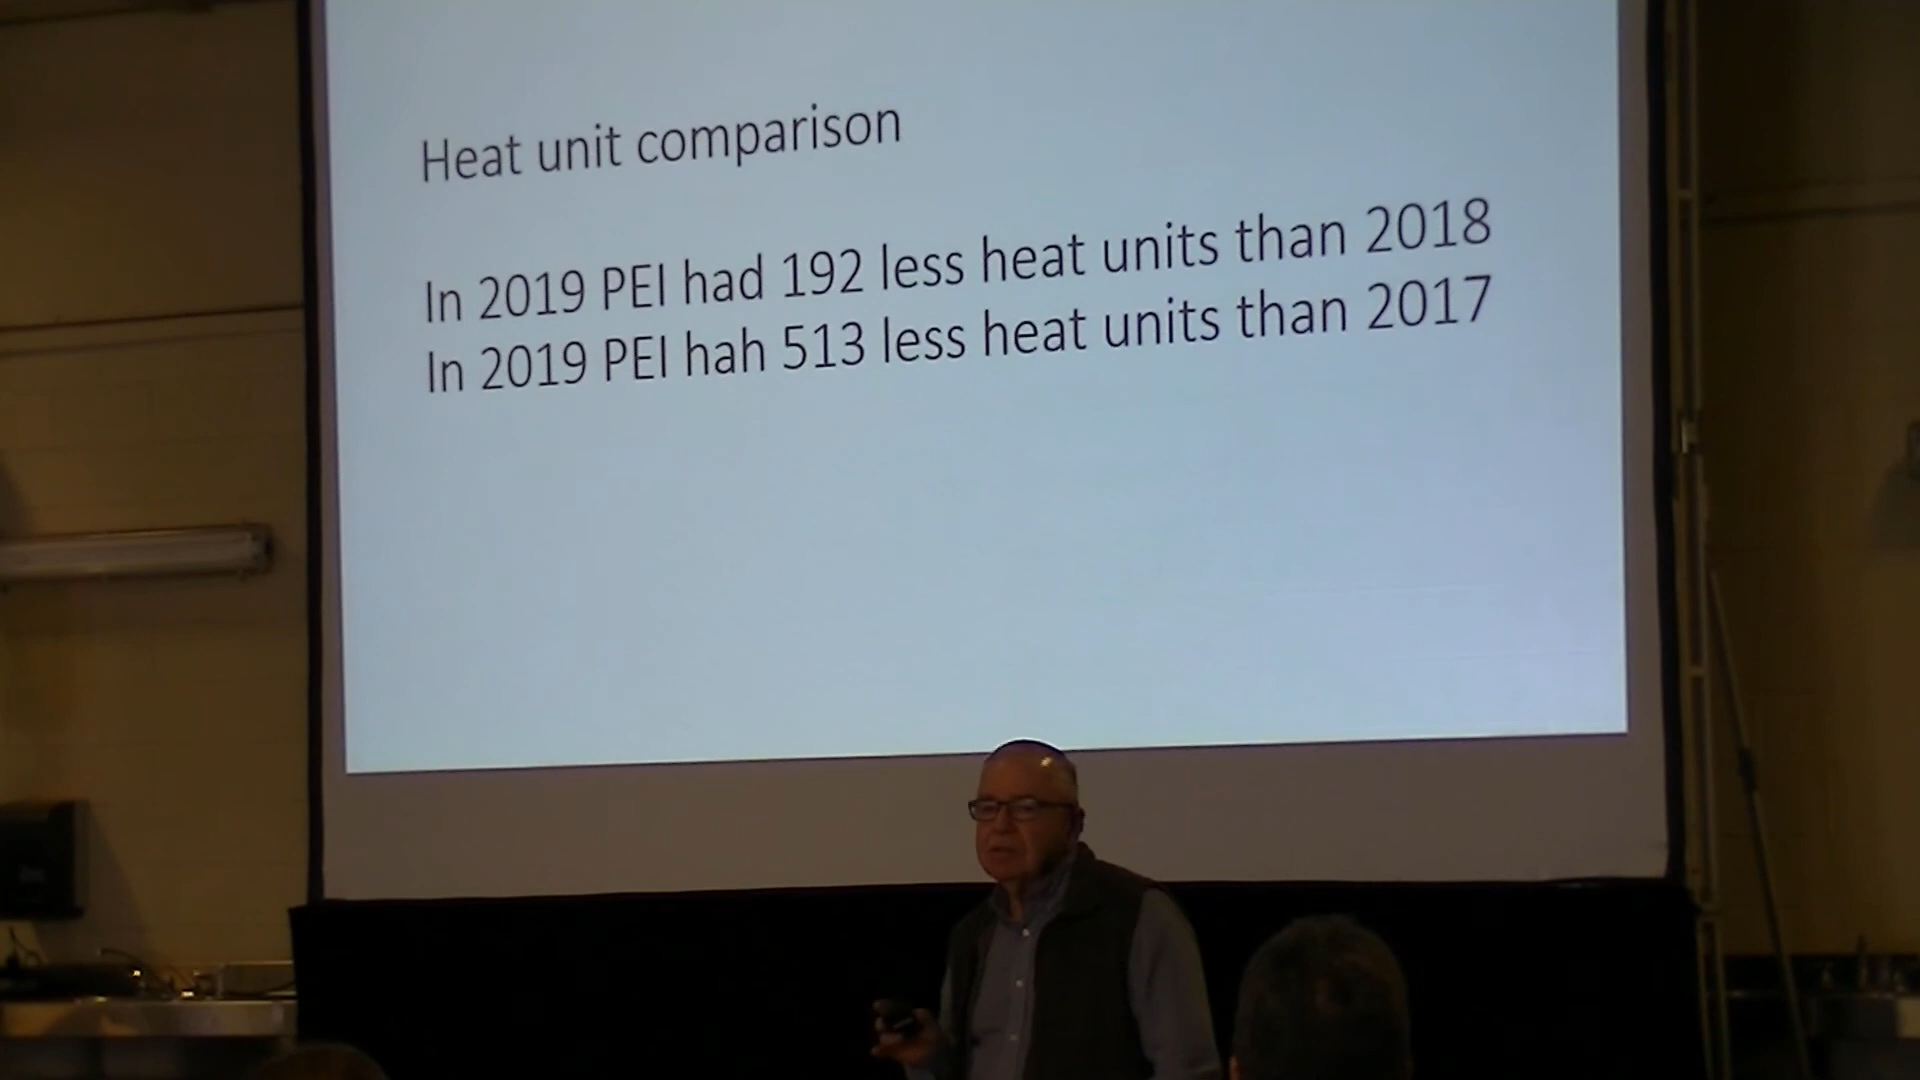 Heat unit comparison
In 2019 PEI had 192 less heat units than 2018
In 2019 PEI hah 513 less heat units than 2017